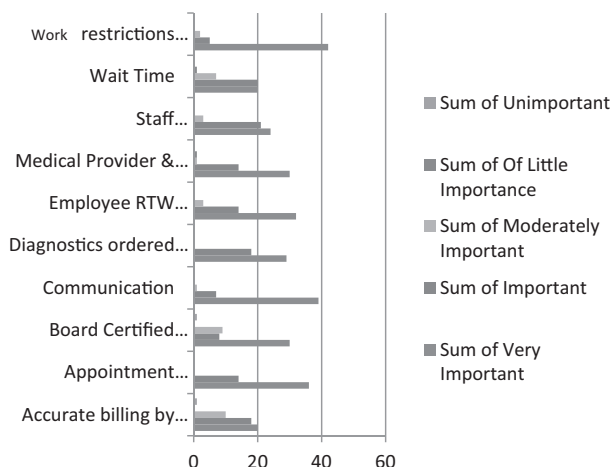 Work restrictions...
Wait Time
Staff...
Medical Provider &...
Employee RTW...
Diagnostics ordered...
Communication
Board Certified...
Appointment...
Accurate billing by...
0 20 40 60
Sum of Unimportant
Sum of Of Little
Importance
Sum of Moderately
Important
Sum of Important
Sum of Very
Important